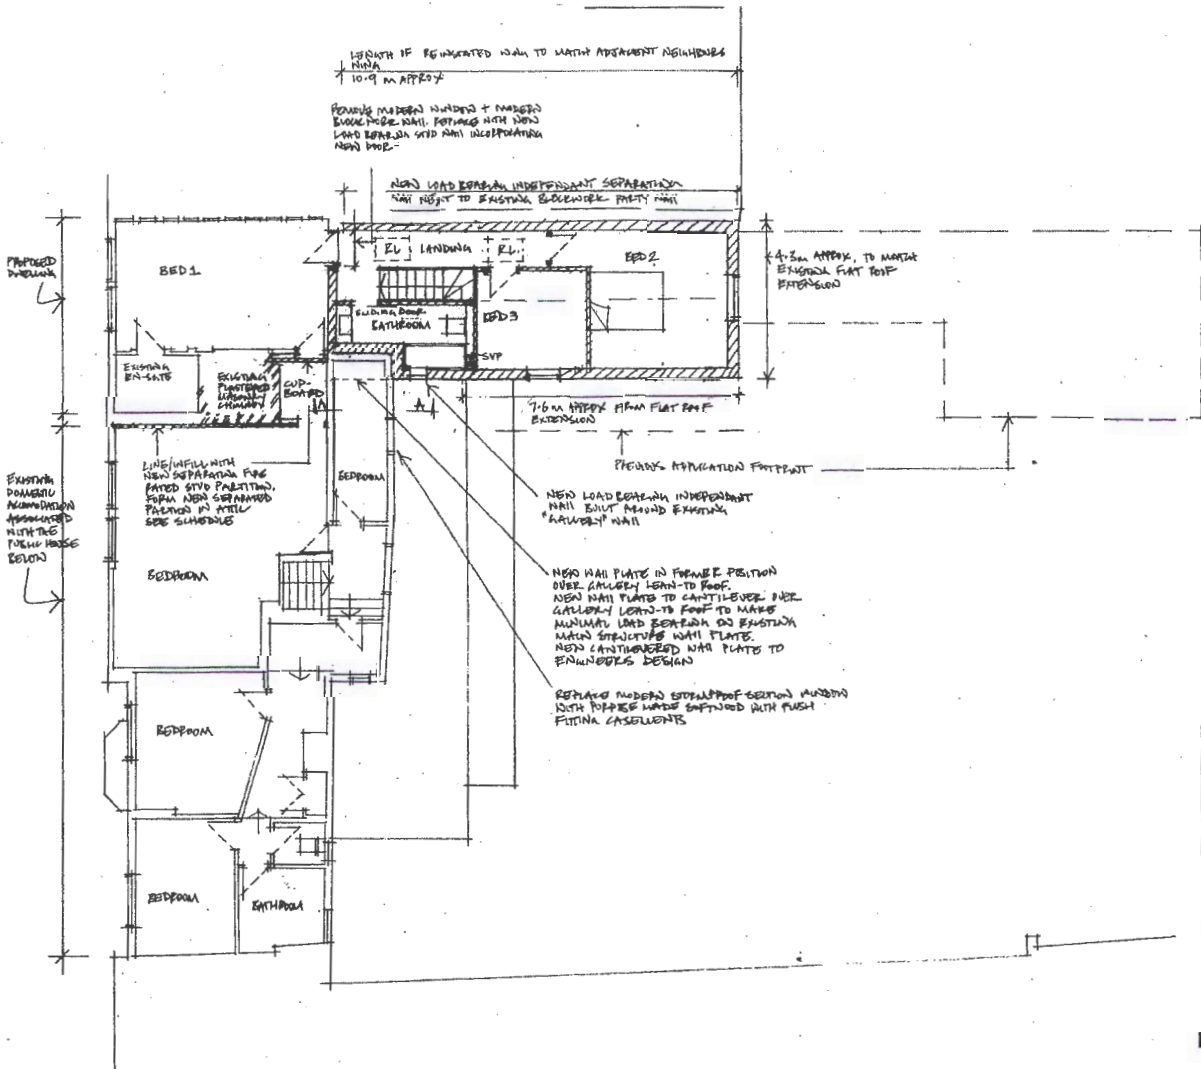 LENGTH OF REINSTATED WING TO MATCH ADJACENT NEIGHBOURS
WING
10.9 M APPROX
REMOVE MODERN WINDOW + MODERN
BLOCKWORK WALL. REPLACE WITH NEW
LOAD BEARING STUD WALL INCORPORATING
NEW DOOR-
NEW LOAD BEARING INDEPENDANT SEPARATING
WALL NEXT TO EXISTING BLOCKWORK PARTY WALL
PROPOSED
DWELLING
BED 1
RL
LANDING
RL
BED 2
4.3m APPROX, TO MATCH
EXISTING FLAT ROOF
EXTENSION
SLIDING DOOR
BATHROOM
BED 3
SVP
EXISTING
EN-SUITE
EXISTING
PLASTERED
MASONRY
CHIMNEY
CUP-
BOARD
A
A
7.6 m APPROX FROM FLAT ROOF
EXTENSION
PREVIOUS APPLICATION FOOTPRINT
LINE/INFILL WITH
NEW SEPARATING FIRE
RATED STUD PARTITION.
FORM NEW SEPARATED
PARTION IN ATTIC
SEE SCHEDULE
BEDROOM
EXISTING
DOMESTIC
ACOMODATION
ASSOCIATED
WITH THE
PUBLIC HOUSE
BELOW
NEW LOAD BEARING INDEPENDANT
WALL BUILT AROUND EXISTING
"GALLERY" WALL
BEDROOM
NEW WALL PLATE IN FORMER POSITION
OVER GALLERY LEAN-TO ROOF.
NEW WALL PLATE TO CANTILEVER OVER
GALLERY LEAN-TO ROOF TO MAKE
MINIMAL LOAD BEARING ON EXISTING
MAIN STRUCTURE WALL PLATE.
NEW CANTILEVERED WALL PLATE TO
ENGINEERS DESIGN
REPLACE MODERN STORMPROOF SECTION WINDOW
WITH PURPOSE MADE SOFTWOOD WITH FLUSH
FITTING CASEMENTS
BEDROOM
BEDROOM
BATHROOM